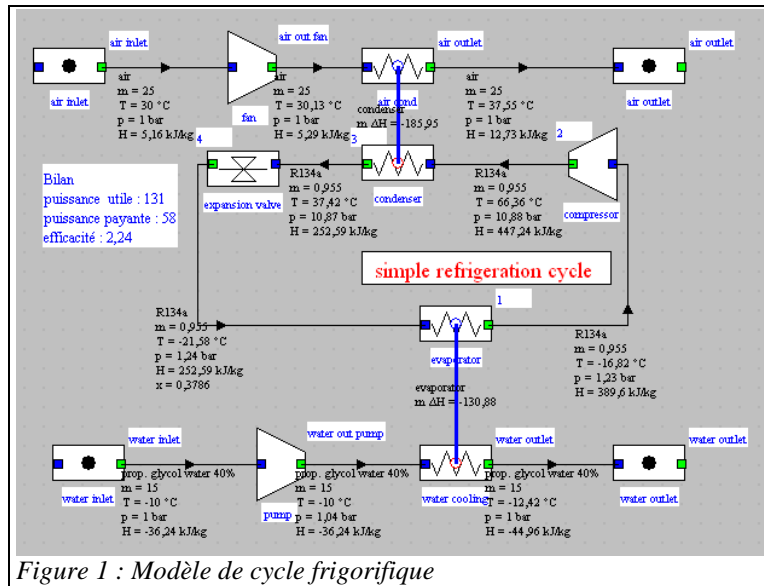 air inlet
air out fan
air outlet
air outlet
air inlet
air
m = 25
T = 30 °C
p = 1 bar
H = 5,16 kJ/kg
fan
air
m = 25
T = 30,13 °C
p = 1 bar
H = 5,29 kJ/kg
air cond
condenser
m ΔH = -185,95
air
m = 25
T = 37,55 °C
p = 1 bar
H = 12,73 kJ/kg
air outlet
4
3
2
expansion valve
R134a
m = 0,955
T = 37,42 °C
p = 10,87 bar
H = 252,59 kJ/kg
condenser
R134a
m = 0,955
T = 66,36 °C
p = 10,88 bar
H = 447,24 kJ/kg
compressor
Bilan
puissance utile : 131
puissance payante : 58
efficacité : 2,24
simple refrigeration cycle
1
R134a
m = 0,955
T = -21,58 °C
p = 1,24 bar
H = 252,59 kJ/kg
x = 0,3786
evaporator
evaporator
m ΔH = -130,88
R134a
m = 0,955
T = -16,82 °C
p = 1,23 bar
H = 389,6 kJ/kg
water inlet
water out pump
water outlet
water outlet
water inlet
prop. glycol water 40%
m = 15
T = -10 °C
p = 1 bar
H = -36,24 kJ/kg
pump
prop. glycol water 40%
m = 15
T = -10 °C
p = 1,04 bar
H = -36,24 kJ/kg
water cooling
prop. glycol water 40%
m = 15
T = -12,42 °C
p = 1 bar
H = -44,96 kJ/kg
water outlet
Figure 1 : Modèle de cycle frigorifique